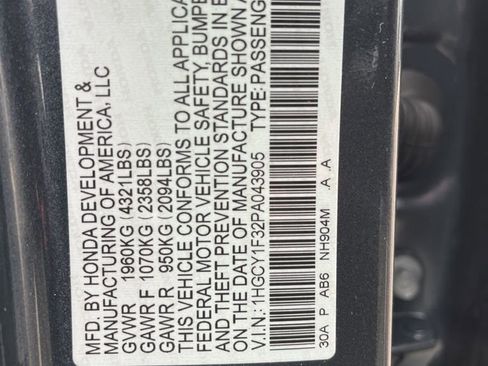 MFD. BY HONDA DEVELOPMENT &
MANUFACTURING OF AMERICA, LLC
GVWR 1960KG (4321LBS)
GAWR F 1070KG (2358LBS)
GAWR R 950KG (2094LBS)
THIS VEHICLE CONFORMS TO ALL APPLICA
FEDERAL MOTOR VEHICLE SAFETY, BUMPE
AND THEFT PREVENTION STANDARDS IN E
ON THE DATE OF MANUFACTURE SHOWN A
V.I.N.: 1HGCY1F32PA043905 TYPE: PASSENG
30A P AB6 NH904M A .A